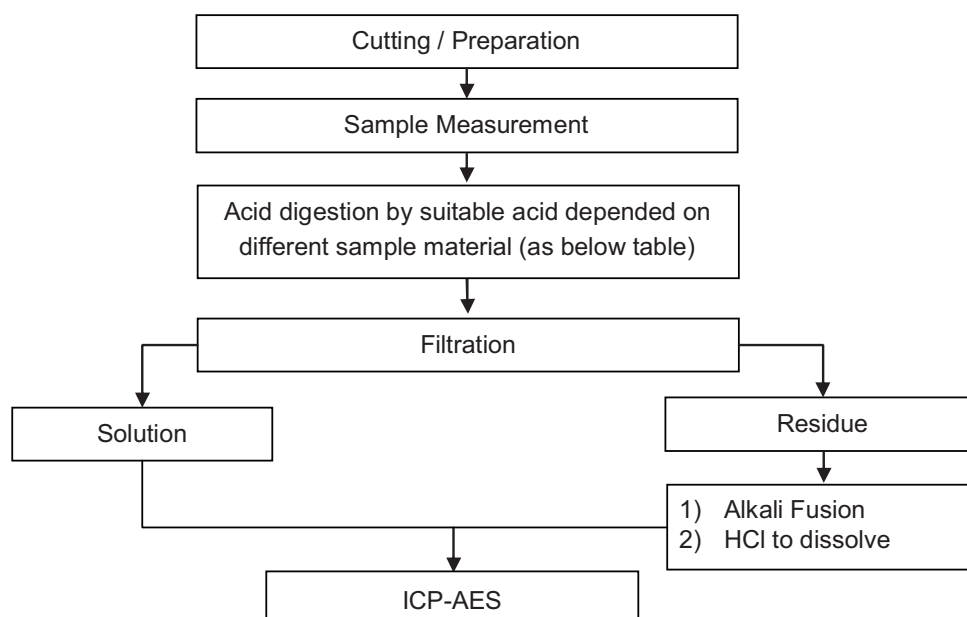 Cutting / Preparation
Sample Measurement
Acid digestion by suitable acid depended on
different sample material (as below table)
Filtration
Solution
Residue
1) Alkali Fusion
2) HCl to dissolve
ICP-AES